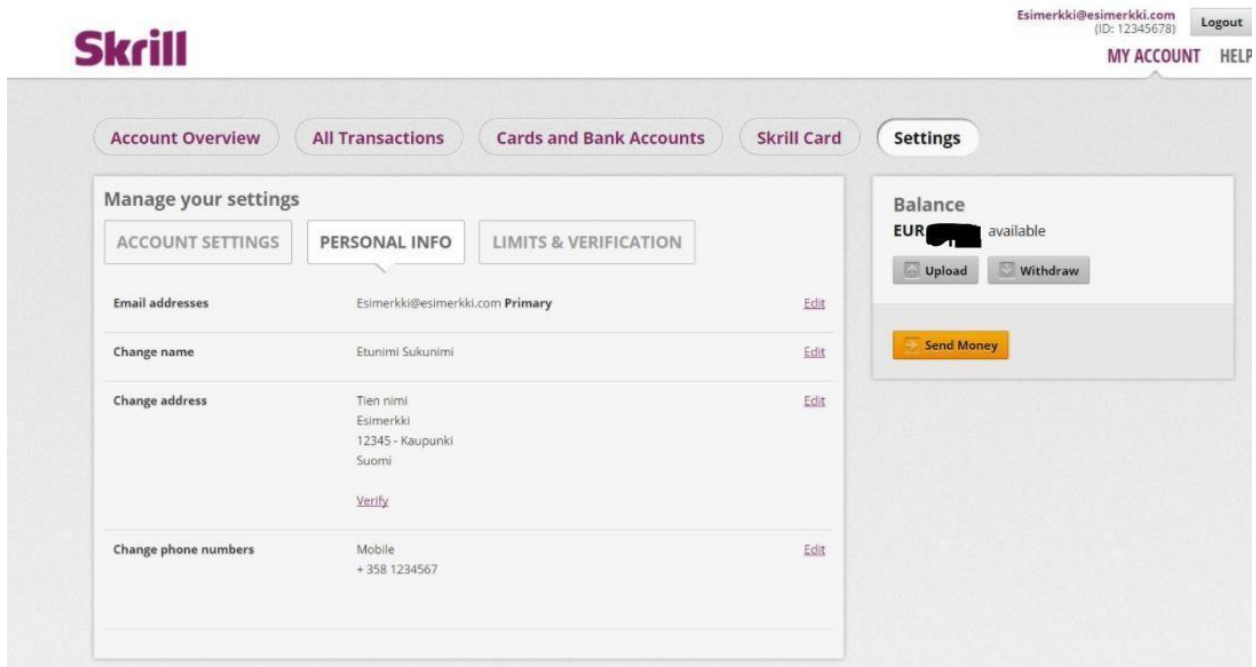 Esimerkki@esimerkki.com
(ID: 12345678)
Logout
Skrill
MY ACCOUNT HELP
Account Overview
All Transactions
Cards and Bank Accounts
Skrill Card
Settings
Manage your settings
ACCOUNT SETTINGS
PERSONAL INFO
LIMITS & VERIFICATION
Email addresses Esimerkki@esimerkki.com Primary Edit
Change name Etunimi Sukunimi Edit
Change address Tien nimi Edit
Esimerkki
12345 - Kaupunki
Suomi
Verify
Change phone numbers Mobile Edit
+ 358 1234567
Balance
EUR available
Upload
Withdraw
Send Money